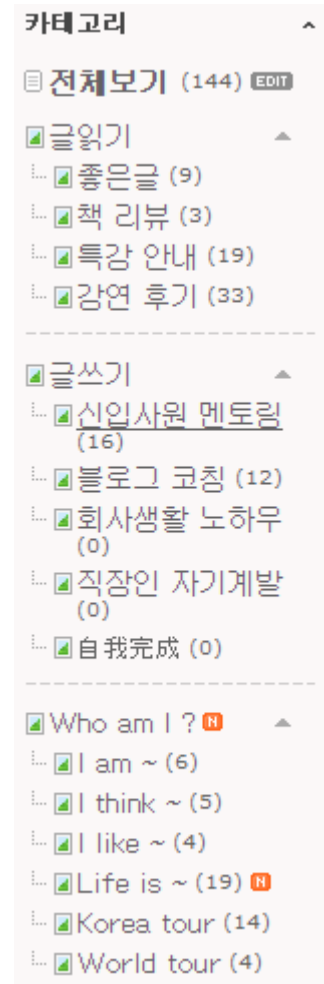 카테고리
전체보기 (144) EDIT
글읽기
좋은글 (9)
책 리뷰 (3)
특강 안내 (19)
강연 후기 (33)
글쓰기
신입사원 멘토링
(16)
블로그 코칭 (12)
회사생활 노하우
(0)
직장인 자기계발
(0)
自我完成 (0)
Who am I ? N
I am ~ (6)
I think ~ (5)
I like ~ (4)
Life is ~ (19) N
Korea tour (14)
World tour (4)